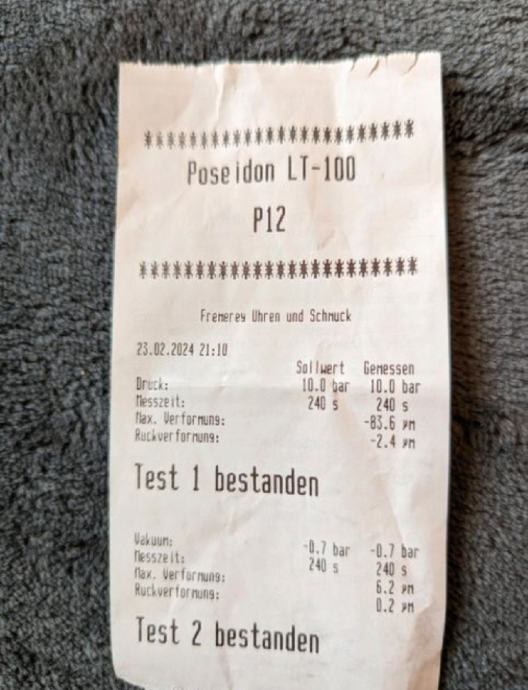 ************************
Poseidon LT-100
P12
************************
Fremerey Uhren und Schmuck
23.02.2024 21:10
Sollwert Gemessen
Druck: 10.0 bar 10.0 bar
Messzeit: 240 s 240 s
Max. Verformung: -83.6 µm
Rückverformung: -2.4 µm
Test 1 bestanden
Vakuum: -0.7 bar -0.7 bar
Messzeit: 240 s 240 s
Max. Verformung: 6.2 µm
Rückverformung: 0.2 µm
Test 2 bestanden